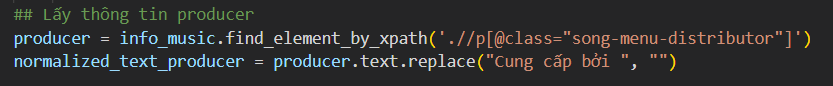 ## Lấy thông tin producer
producer = info_music.find_element_by_xpath('.//p[@class="song-menu-distributor"]')
normalized_text_producer = producer.text.replace("Cung cấp bởi ", "")